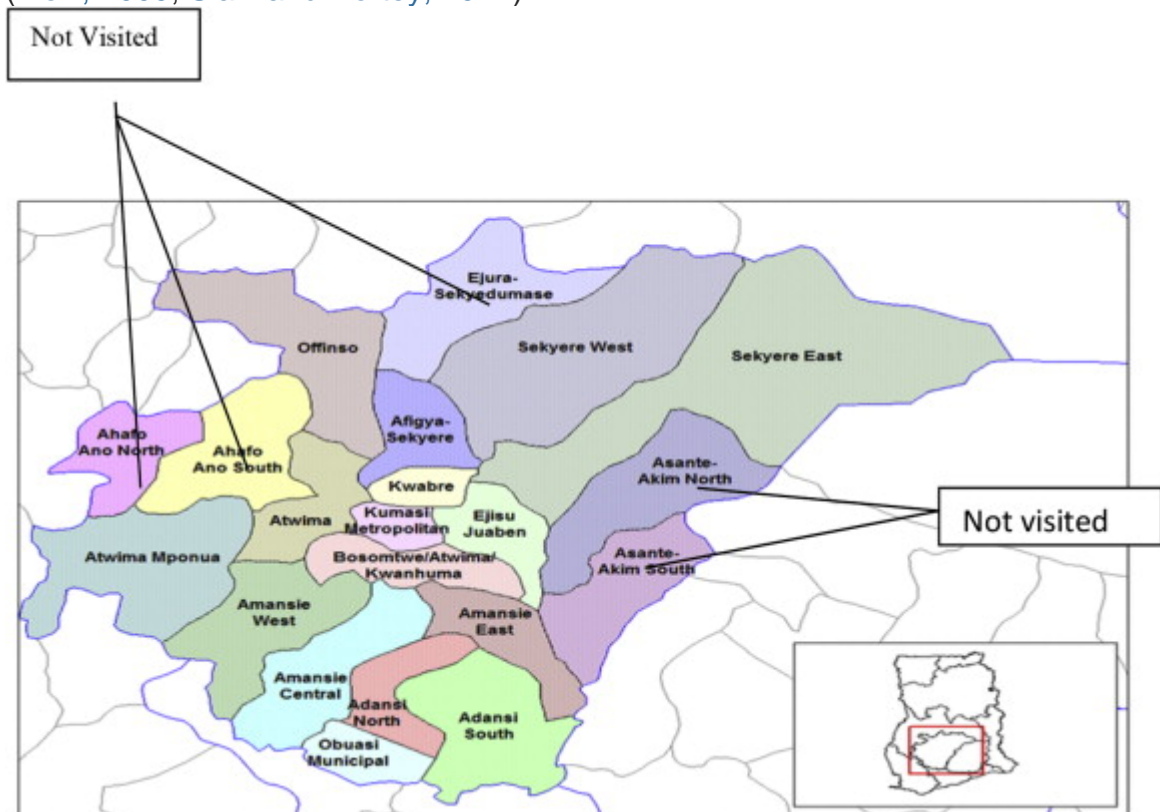 Not Visited
Ejura-
Sekyedumase
Offinso
Sekyere West
Sekyere East
Afigya-
Sekyere
Ahafo
Ano North
Ahafo
Ano South
Asante-
Akim North
Kwabre
Kumasi
Metropolitan
Ejisu
Juaben
Not visited
Atwima
Atwima Mponua
Bosomtwe/Atwima/
Kwanhuma
Asante-
Akim South
Amansie
West
Amansie
East
Amansie
Central
Adansi
North
Adansi
South
Obuasi
Municipal